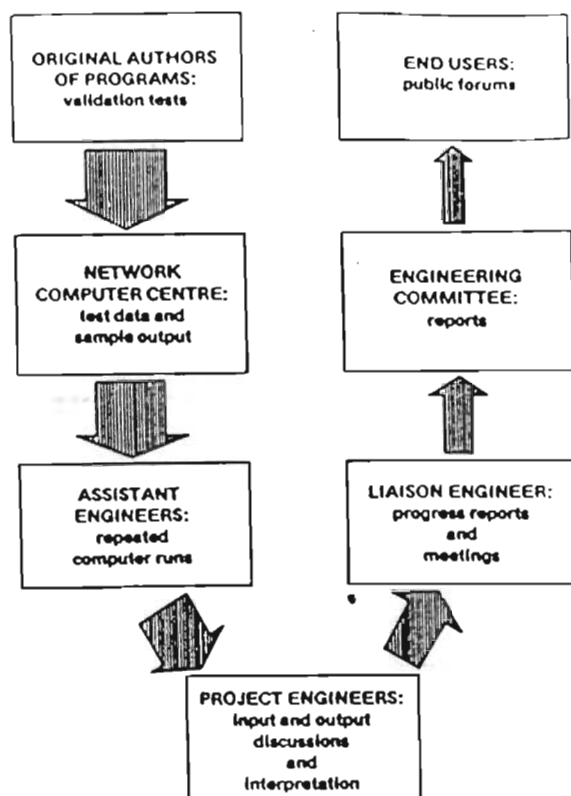 ORIGINAL AUTHORS
OF PROGRAMS:
validation tests
NETWORK
COMPUTER CENTRE:
test data and
sample output
ASSISTANT
ENGINEERS:
repeated
computer runs
PROJECT ENGINEERS:
input and output
discussions
and
interpretation
LIAISON ENGINEER:
progress reports
and
meetings
ENGINEERING
COMMITTEE:
reports
END USERS:
public forums